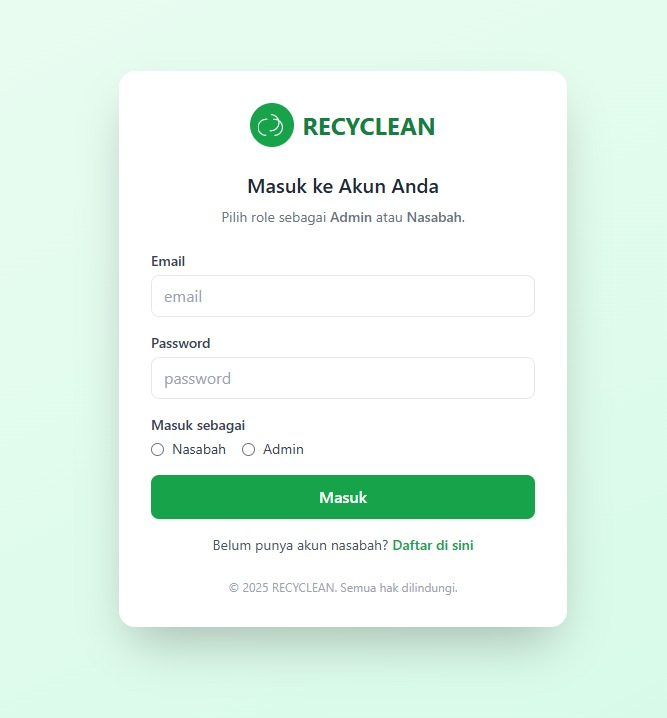 RECYCLEAN
Masuk ke Akun Anda
Pilih role sebagai Admin atau Nasabah.
Email
email
Password
password
Masuk sebagai
Nasabah Admin
Masuk
Belum punya akun nasabah? Daftar di sini
© 2025 RECYCLEAN. Semua hak dilindungi.